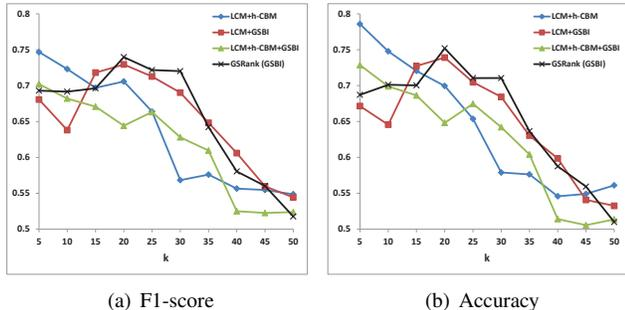 0.8
0.75
0.7
0.65
0.6
0.55
0.5
5 10 15 20 25 30 35 40 45 50
k
LCM+h-CBM
LCM+GSBI
LCM+h-CBM+GSBI
GSRank (GSBI)
(a) F1-score
0.8
0.75
0.7
0.65
0.6
0.55
0.5
5 10 15 20 25 30 35 40 45 50
k
LCM+h-CBM
LCM+GSBI
LCM+h-CBM+GSBI
GSRank (GSBI)
(b) Accuracy